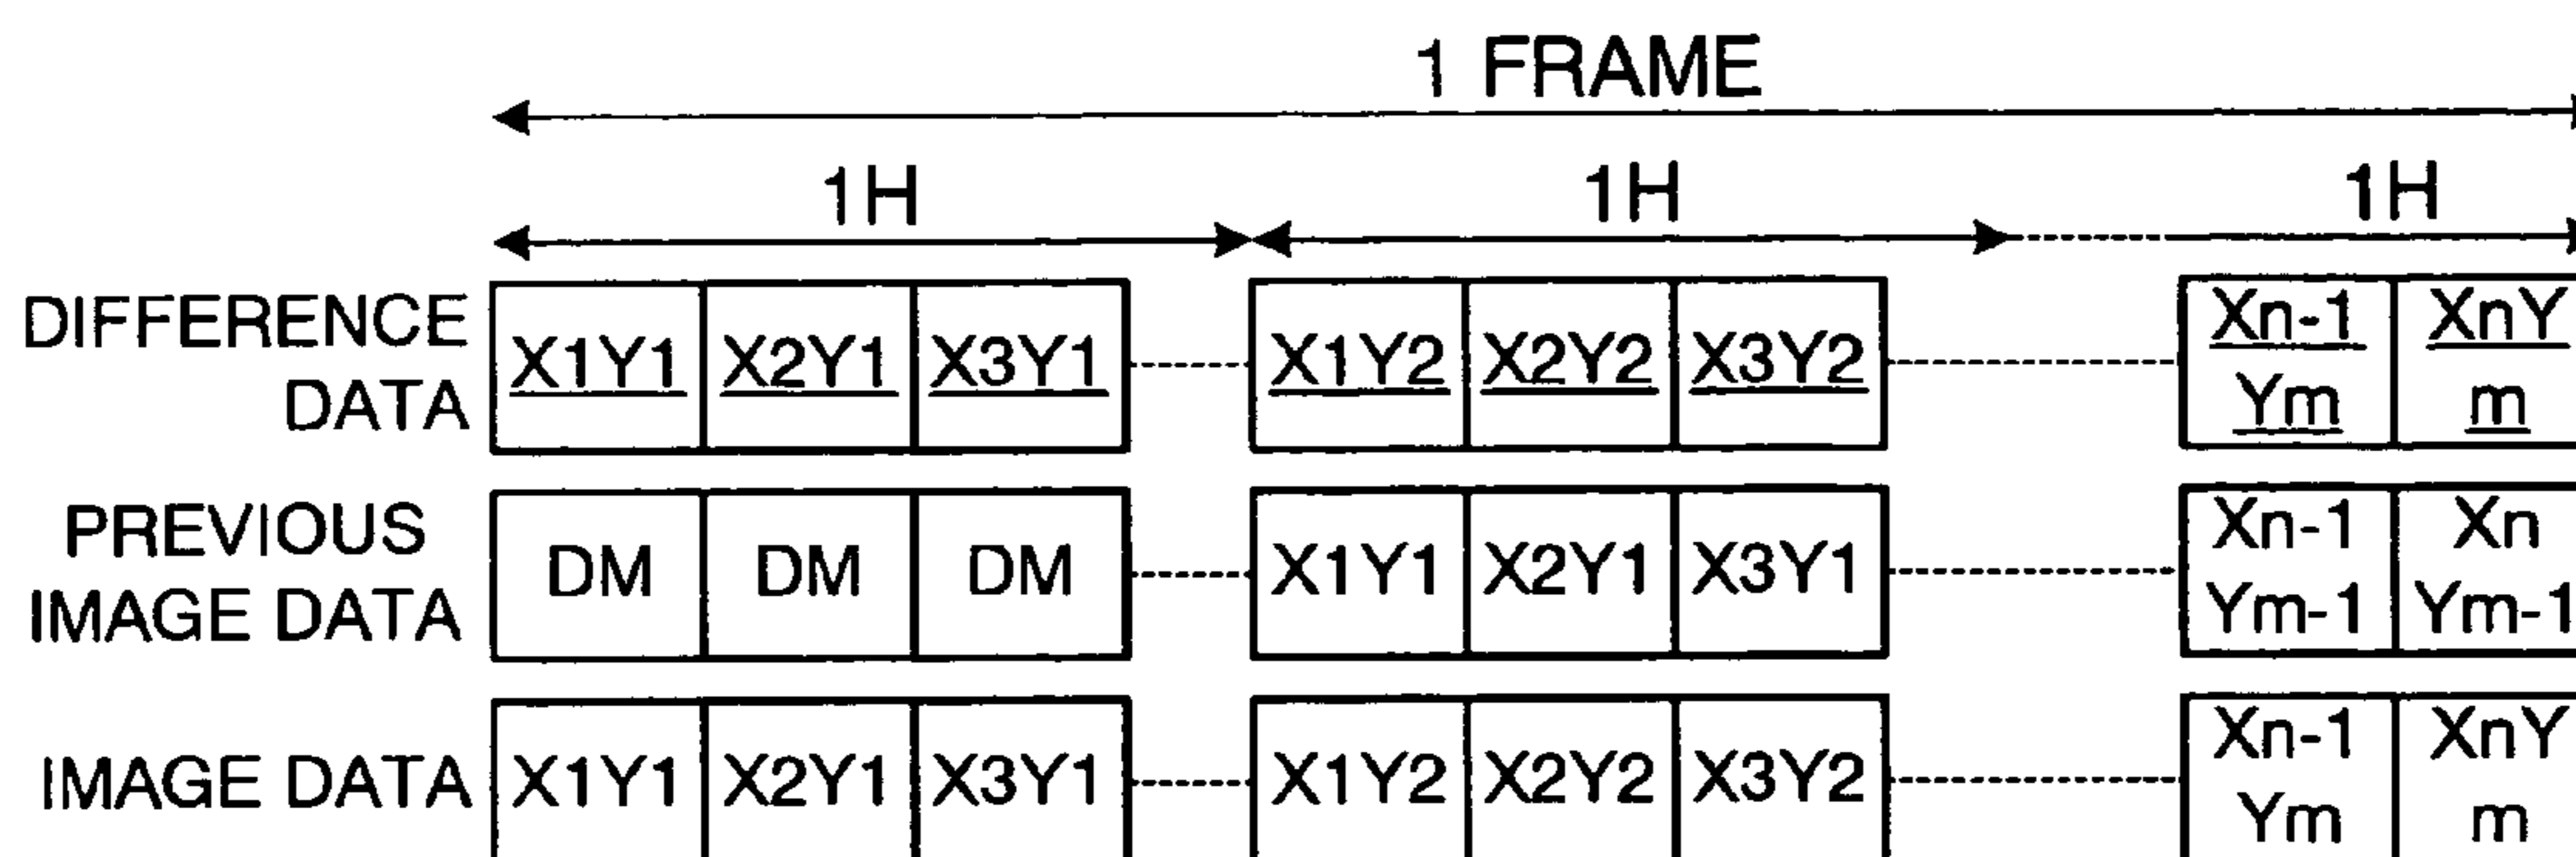 1 FRAME
1H 1H 1H
DIFFERENCE
DATA
X1Y1 X2Y1 X3Y1 X1Y2 X2Y2 X3Y2 Xn-1 XnY
Ym m
PREVIOUS
IMAGE DATA
DM DM DM X1Y1 X2Y1 X3Y1 Xn-1 Xn
Ym-1 Ym-1
IMAGE DATA X1Y1 X2Y1 X3Y1 X1Y2 X2Y2 X3Y2 Xn-1 XnY
Ym m